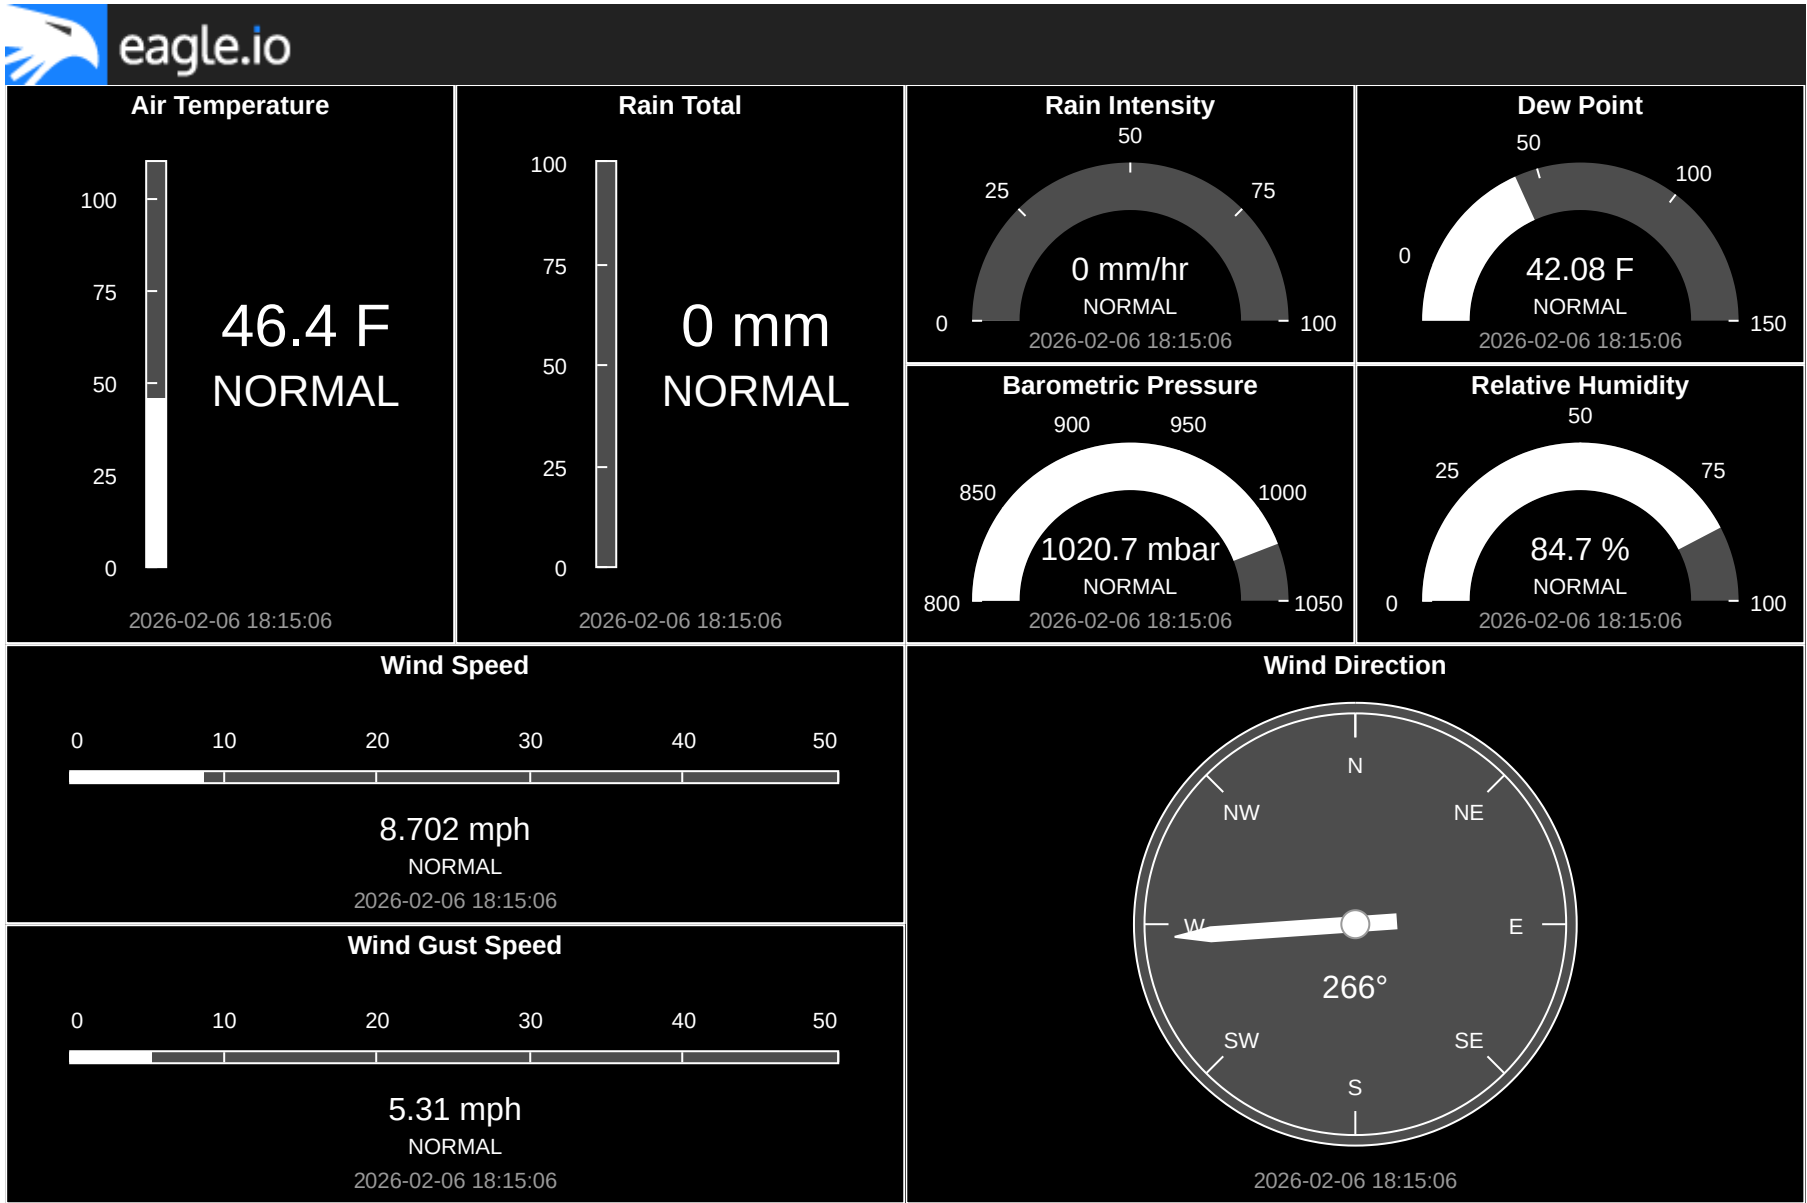 eagle.io
Air Temperature
100
75
50
25
0
46.4 F
NORMAL
2026-02-06 18:15:06
Rain Total
100
75
50
25
0
0 mm
NORMAL
2026-02-06 18:15:06
Rain Intensity
50
25
75
0
100
0 mm/hr
NORMAL
2026-02-06 18:15:06
Dew Point
50
100
0
150
42.08 F
NORMAL
2026-02-06 18:15:06
Barometric Pressure
900
950
850
1000
800
1050
1020.7 mbar
NORMAL
2026-02-06 18:15:06
Relative Humidity
50
25
75
0
100
84.7 %
NORMAL
2026-02-06 18:15:06
Wind Speed
0 10 20 30 40 50
8.702 mph
NORMAL
2026-02-06 18:15:06
Wind Gust Speed
0 10 20 30 40 50
5.31 mph
NORMAL
2026-02-06 18:15:06
Wind Direction
N
NW
NE
W
E
266°
SW
SE
S
2026-02-06 18:15:06